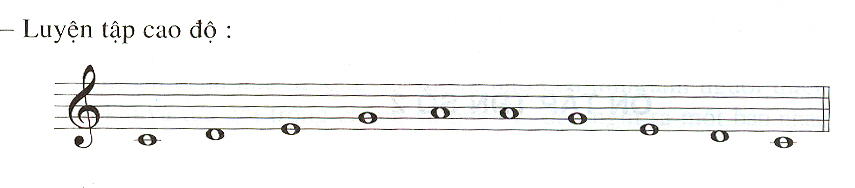 – Luyện tập cao độ :